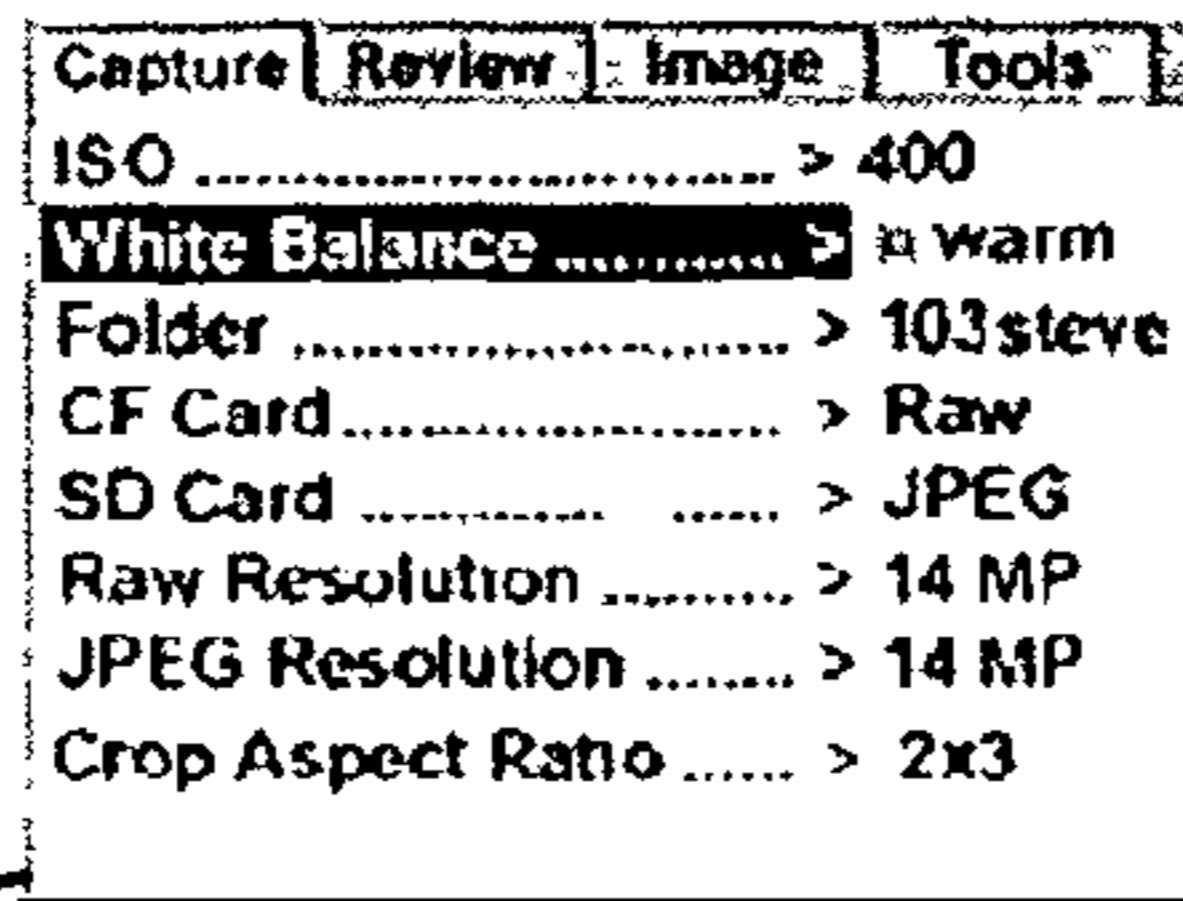 Capture Review Image Tools
ISO ................................ > 400
White Balance ............ > ¤ warm
Folder ............................ > 103steve
CF Card ......................... > Raw
SD Card .............. ...... > JPEG
Raw Resolution .......... > 14 MP
JPEG Resolution ........ > 14 MP
Crop Aspect Ratio ...... > 2x3